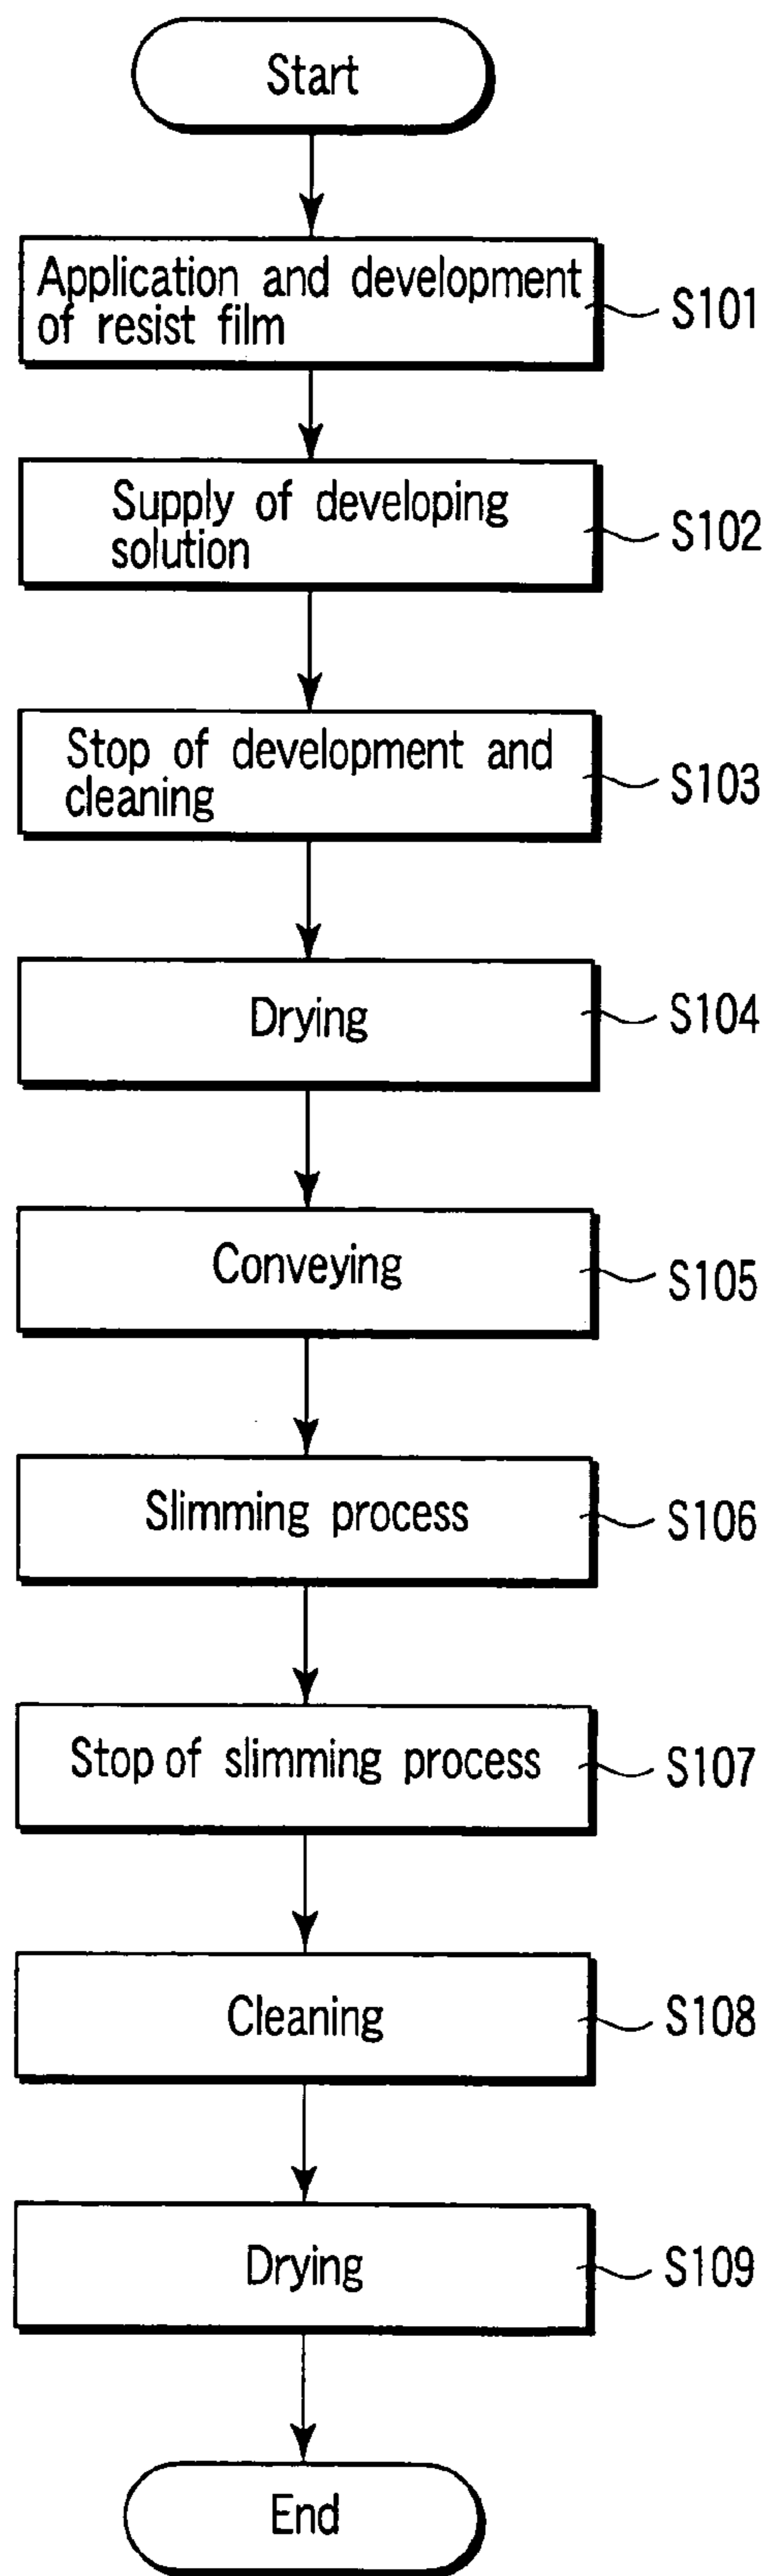 Start
Application and development
of resist film
S101
Supply of developing
solution
S102
Stop of development and
cleaning
S103
Drying
S104
Conveying
S105
Slimming process
S106
Stop of slimming process
S107
Cleaning
S108
Drying
S109
End